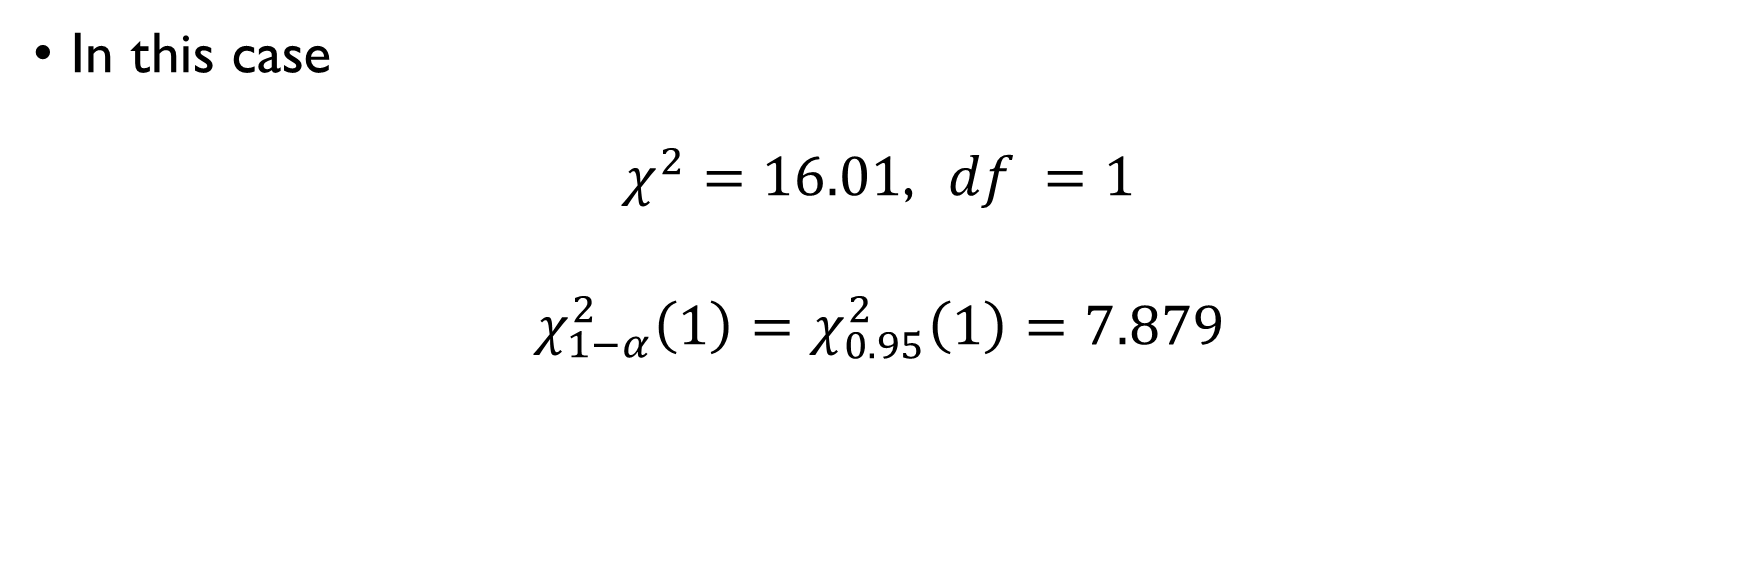 • In this case
χ² = 16.01, df = 1
χ²₁₋α(1) = χ²₀.₉₅(1) = 7.879